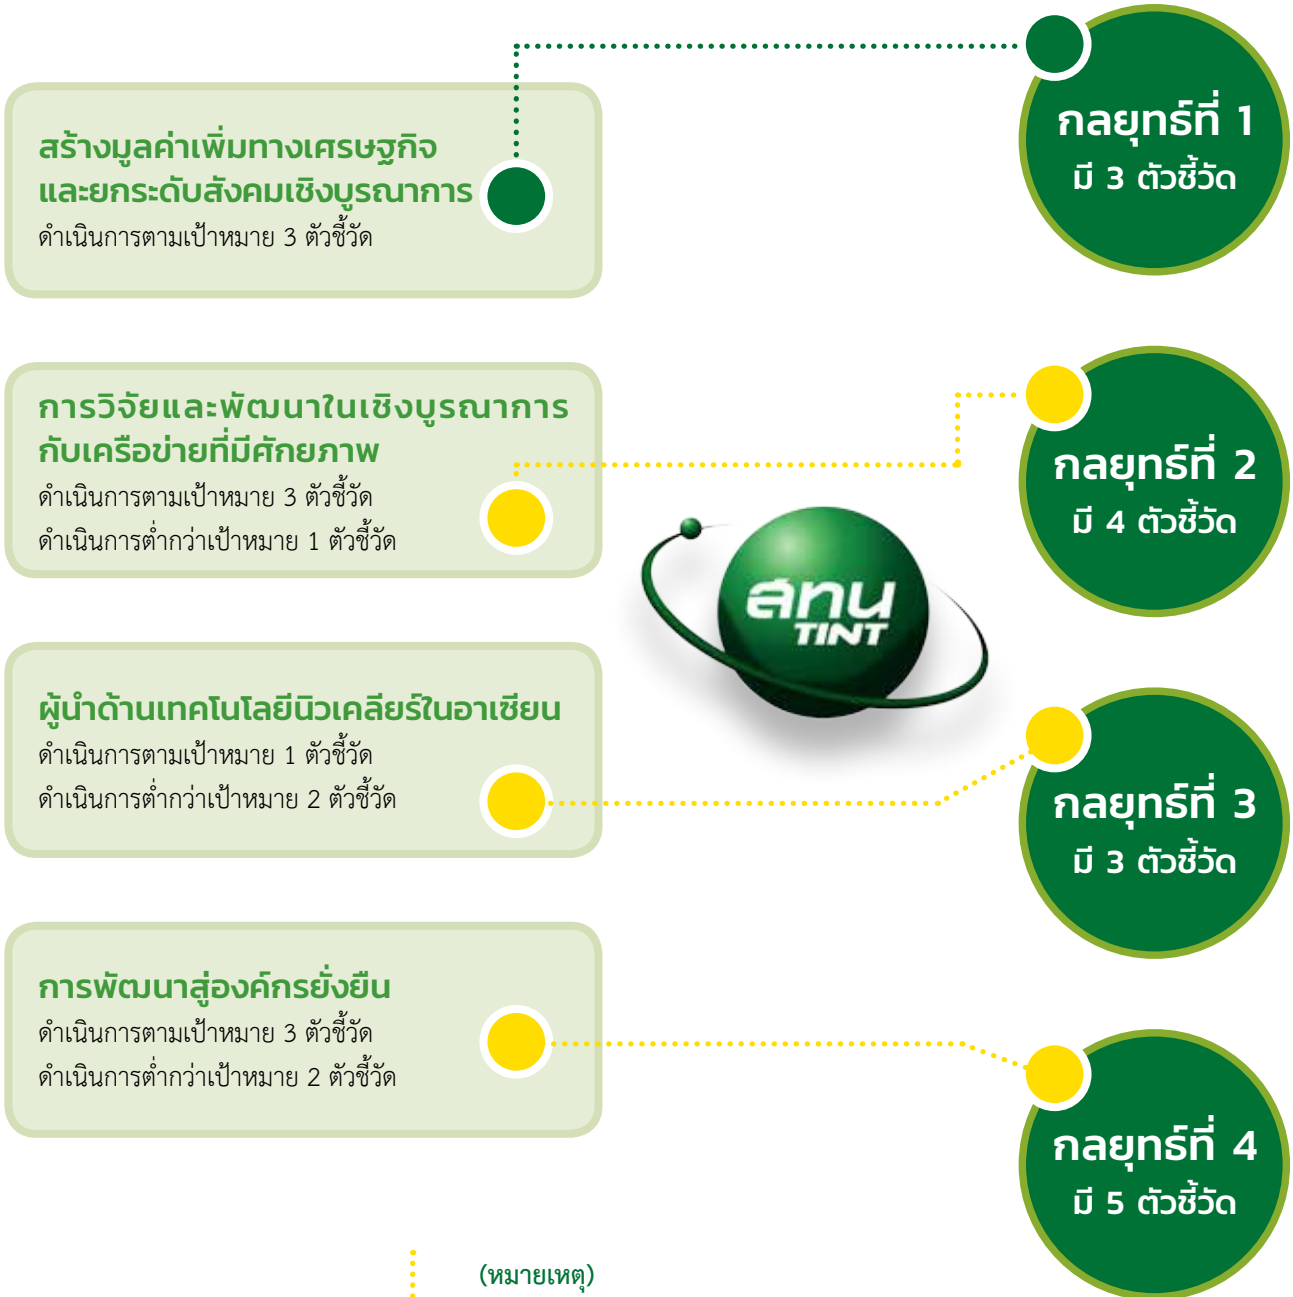 สร้างมูลค่าเพิ่มทางเศรษฐกิจ
และยกระดับสังคมเชิงบูรณาการ
ดำเนินการตามเป้าหมาย 3 ตัวชี้วัด
กลยุทธ์ที่ 1
มี 3 ตัวชี้วัด
การวิจัยและพัฒนาในเชิงบูรณาการ
กับเครือข่ายที่มีศักยภาพ
ดำเนินการตามเป้าหมาย 3 ตัวชี้วัด
ดำเนินการต่ำกว่าเป้าหมาย 1 ตัวชี้วัด
กลยุทธ์ที่ 2
มี 4 ตัวชี้วัด
สทน
TINT
ผู้นำด้านเทคโนโลยีนิวเคลียร์ในอาเซียน
ดำเนินการตามเป้าหมาย 1 ตัวชี้วัด
ดำเนินการต่ำกว่าเป้าหมาย 2 ตัวชี้วัด
กลยุทธ์ที่ 3
มี 3 ตัวชี้วัด
การพัฒนาสู่องค์กรยั่งยืน
ดำเนินการตามเป้าหมาย 3 ตัวชี้วัด
ดำเนินการต่ำกว่าเป้าหมาย 2 ตัวชี้วัด
กลยุทธ์ที่ 4
มี 5 ตัวชี้วัด
(หมายเหตุ)